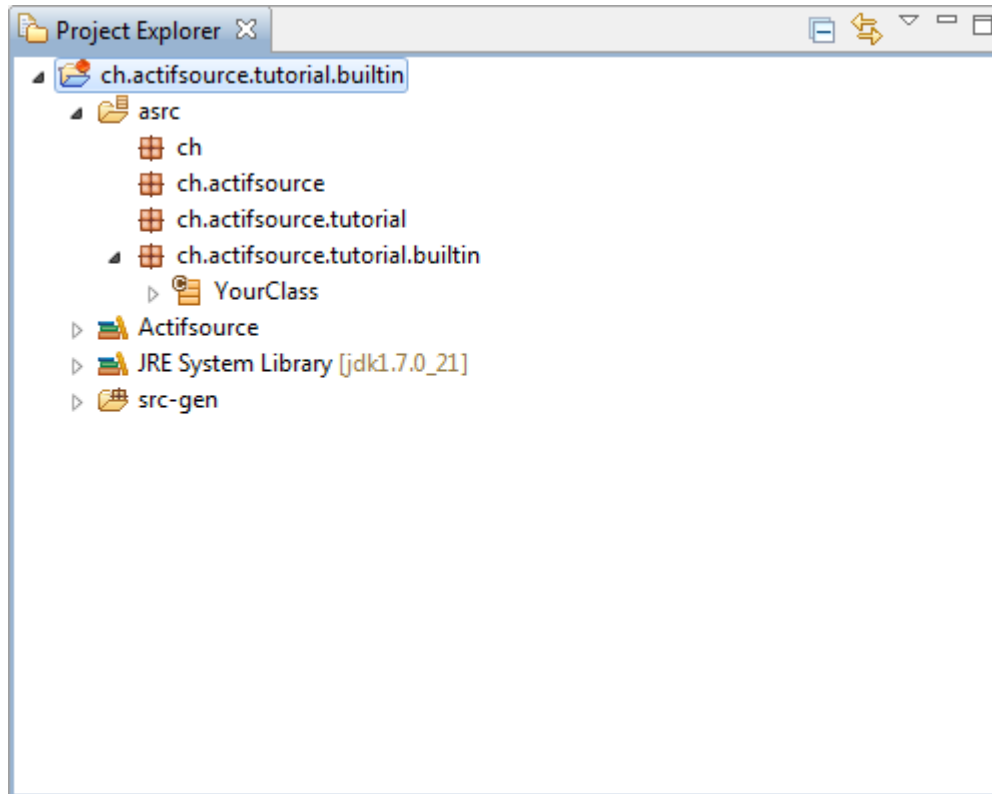 Project Explorer
ch.actifsource.tutorial.builtin
asrc
ch
ch.actifsource
ch.actifsource.tutorial
ch.actifsource.tutorial.builtin
YourClass
Actifsource
JRE System Library [jdk1.7.0_21]
src-gen